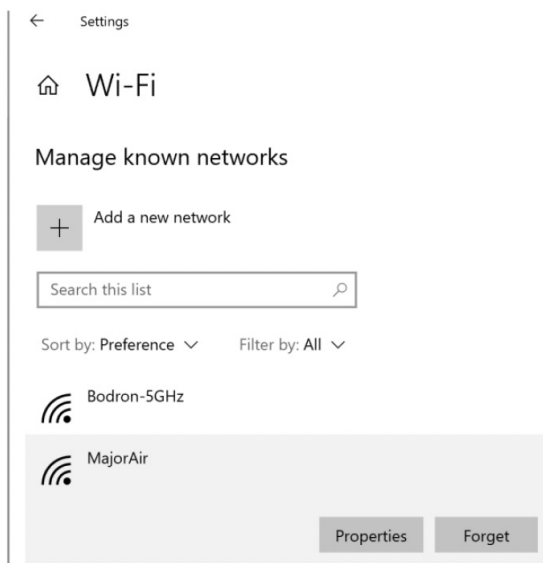 Settings
Wi-Fi
Manage known networks
Add a new network
Search this list
Sort by: Preference Filter by: All
Bodron-5GHz
MajorAir
Properties Forget